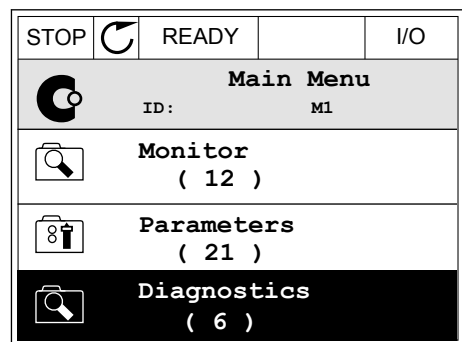 STOP READY I/O
Main Menu
ID: M1
Monitor
( 12 )
Parameters
( 21 )
Diagnostics
( 6 )